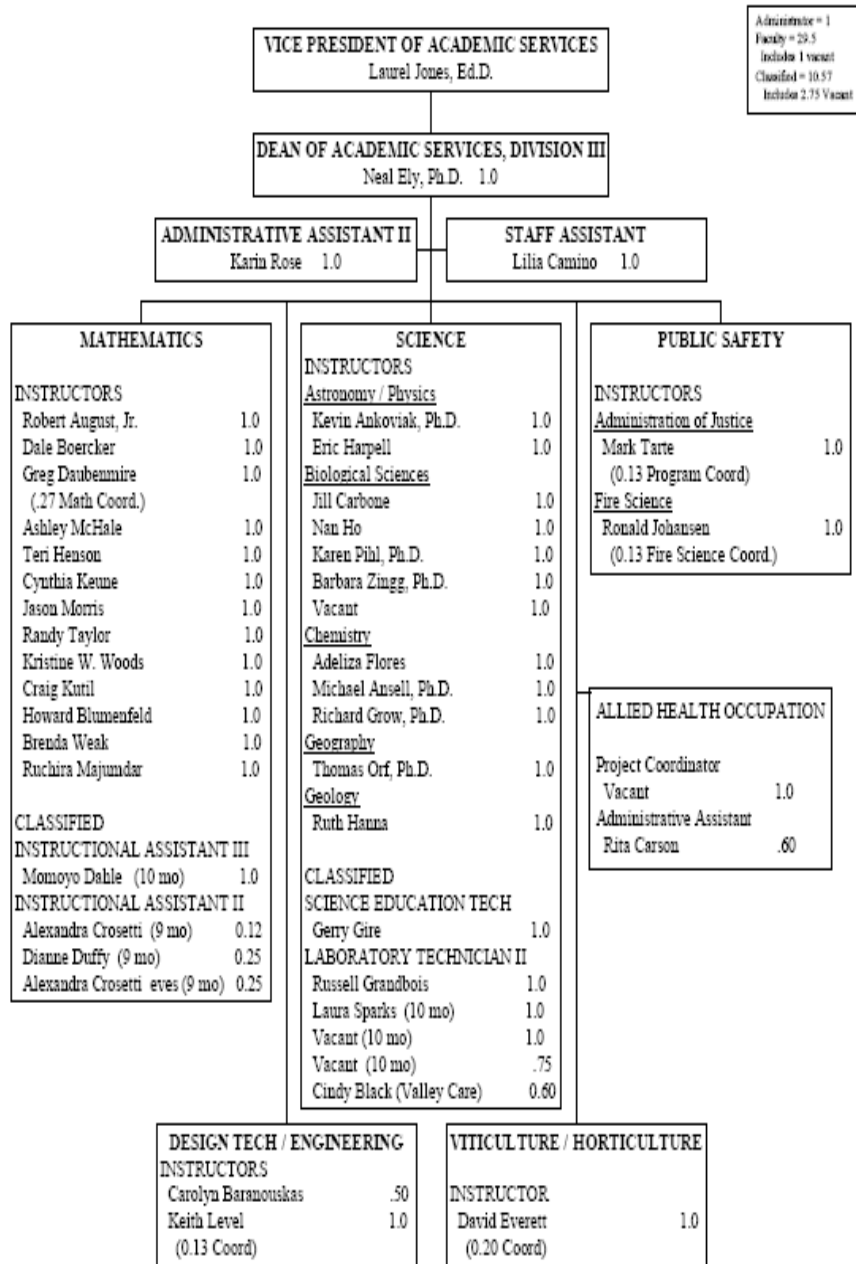 Administrator = 1
Faculty = 29.5
Includes 1 vacant
Classified = 10.57
Includes 2.75 Vacant
VICE PRESIDENT OF ACADEMIC SERVICES
Laurel Jones, Ed.D.
DEAN OF ACADEMIC SERVICES, DIVISION III
Neal Ely, Ph.D. 1.0
ADMINISTRATIVE ASSISTANT II
Karin Rose 1.0
STAFF ASSISTANT
Lilia Camino 1.0
MATHEMATICS
INSTRUCTORS
Robert August, Jr. 1.0
Dale Boercker 1.0
Greg Daubenmire 1.0
(.27 Math Coord.)
Ashley McHale 1.0
Teri Henson 1.0
Cynthia Keune 1.0
Jason Morris 1.0
Randy Taylor 1.0
Kristine W. Woods 1.0
Craig Kutil 1.0
Howard Blumenfeld 1.0
Brenda Weak 1.0
Ruchira Majumdar 1.0
CLASSIFIED
INSTRUCTIONAL ASSISTANT III
Momoyo Dahle (10 mo) 1.0
INSTRUCTIONAL ASSISTANT II
Alexandra Crosetti (9 mo) 0.12
Dianne Duffy (9 mo) 0.25
Alexandra Crosetti eves (9 mo) 0.25
SCIENCE
INSTRUCTORS
Astronomy / Physics
Kevin Ankoviak, Ph.D. 1.0
Eric Harpell 1.0
Biological Sciences
Jill Carbone 1.0
Nan Ho 1.0
Karen Pihl, Ph.D. 1.0
Barbara Zingg, Ph.D. 1.0
Vacant 1.0
Chemistry
Adeliza Flores 1.0
Michael Ansell, Ph.D. 1.0
Richard Grow, Ph.D. 1.0
Geography
Thomas Orf, Ph.D. 1.0
Geology
Ruth Hanna 1.0
CLASSIFIED
SCIENCE EDUCATION TECH
Gerry Gire 1.0
LABORATORY TECHNICIAN II
Russell Grandbois 1.0
Laura Sparks (10 mo) 1.0
Vacant (10 mo) 1.0
Vacant (10 mo) .75
Cindy Black (Valley Care) 0.60
PUBLIC SAFETY
INSTRUCTORS
Administration of Justice
Mark Tarte 1.0
(0.13 Program Coord)
Fire Science
Ronald Johansen 1.0
(0.13 Fire Science Coord.)
ALLIED HEALTH OCCUPATION
Project Coordinator
Vacant 1.0
Administrative Assistant
Rita Carson .60
DESIGN TECH / ENGINEERING
INSTRUCTORS
Carolyn Baranouskas .50
Keith Level 1.0
(0.13 Coord)
VITICULTURE / HORTICULTURE
INSTRUCTOR
David Everett 1.0
(0.20 Coord)